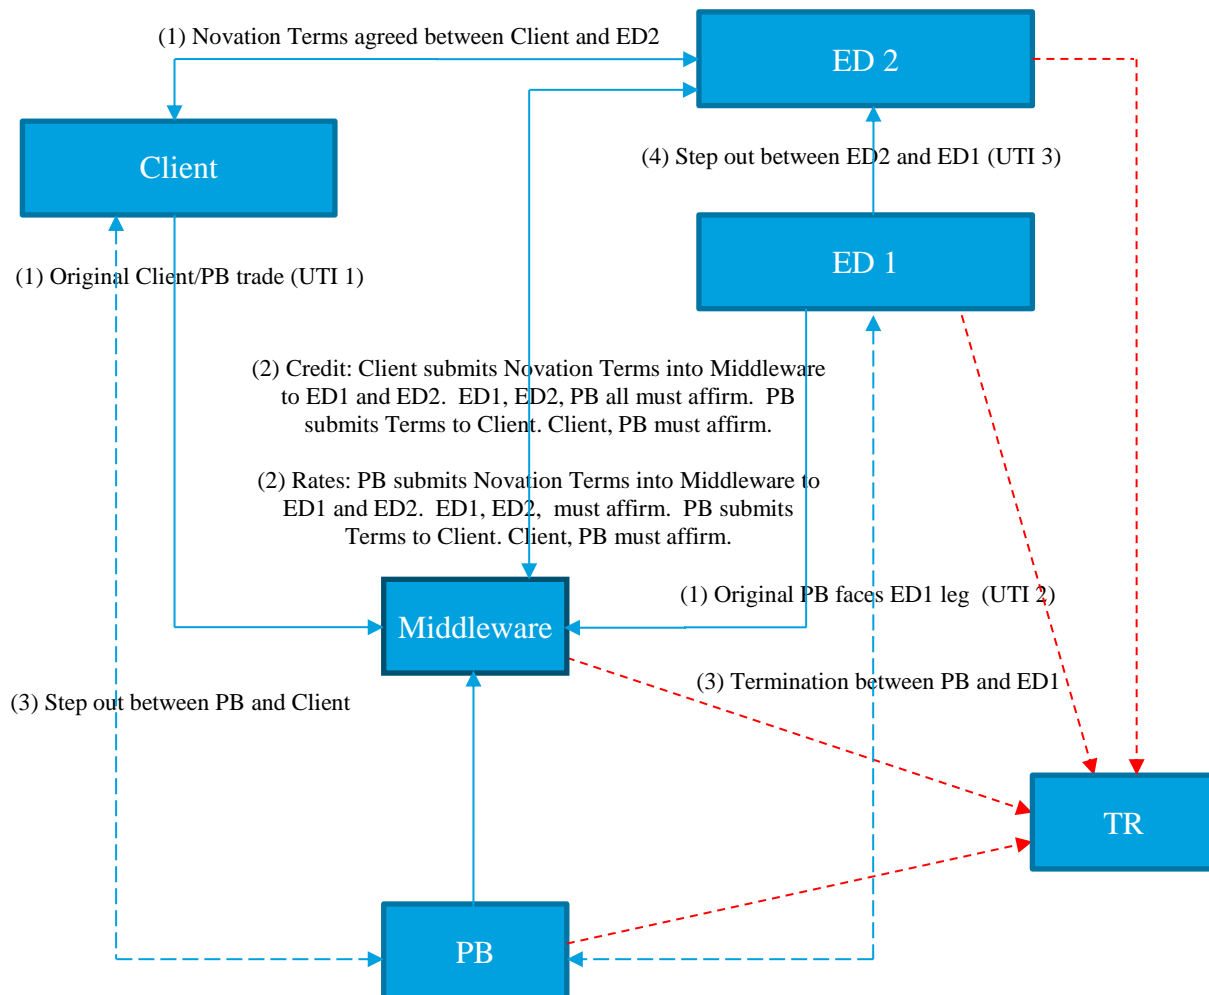 (1) Novation Terms agreed between Client and ED2
ED 2
Client
(4) Step out between ED2 and ED1 (UTI 3)
(1) Original Client/PB trade (UTI 1)
ED 1
(2) Credit: Client submits Novation Terms into Middleware
to ED1 and ED2.  ED1, ED2, PB all must affirm.  PB
submits Terms to Client. Client, PB must affirm.
(2) Rates: PB submits Novation Terms into Middleware to
ED1 and ED2.  ED1, ED2,  must affirm.  PB submits
Terms to Client. Client, PB must affirm.
(1) Original PB faces ED1 leg  (UTI 2)
Middleware
(3) Step out between PB and Client
(3) Termination between PB and ED1
TR
PB